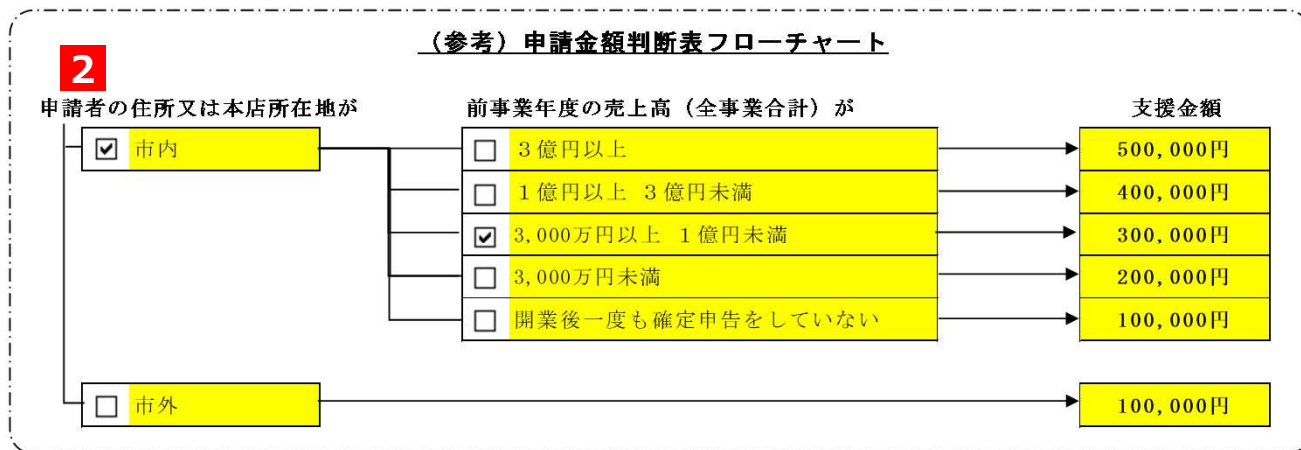 （参考）申請金額判断表フローチャート
2
申請者の住所又は本店所在地が 前事業年度の売上高（全事業合計）が 支援金額
市内 ３億円以上 500,000円
１億円以上 ３億円未満 400,000円
3,000万円以上 １億円未満 300,000円
3,000万円未満 200,000円
開業後一度も確定申告をしていない 100,000円
市外 100,000円